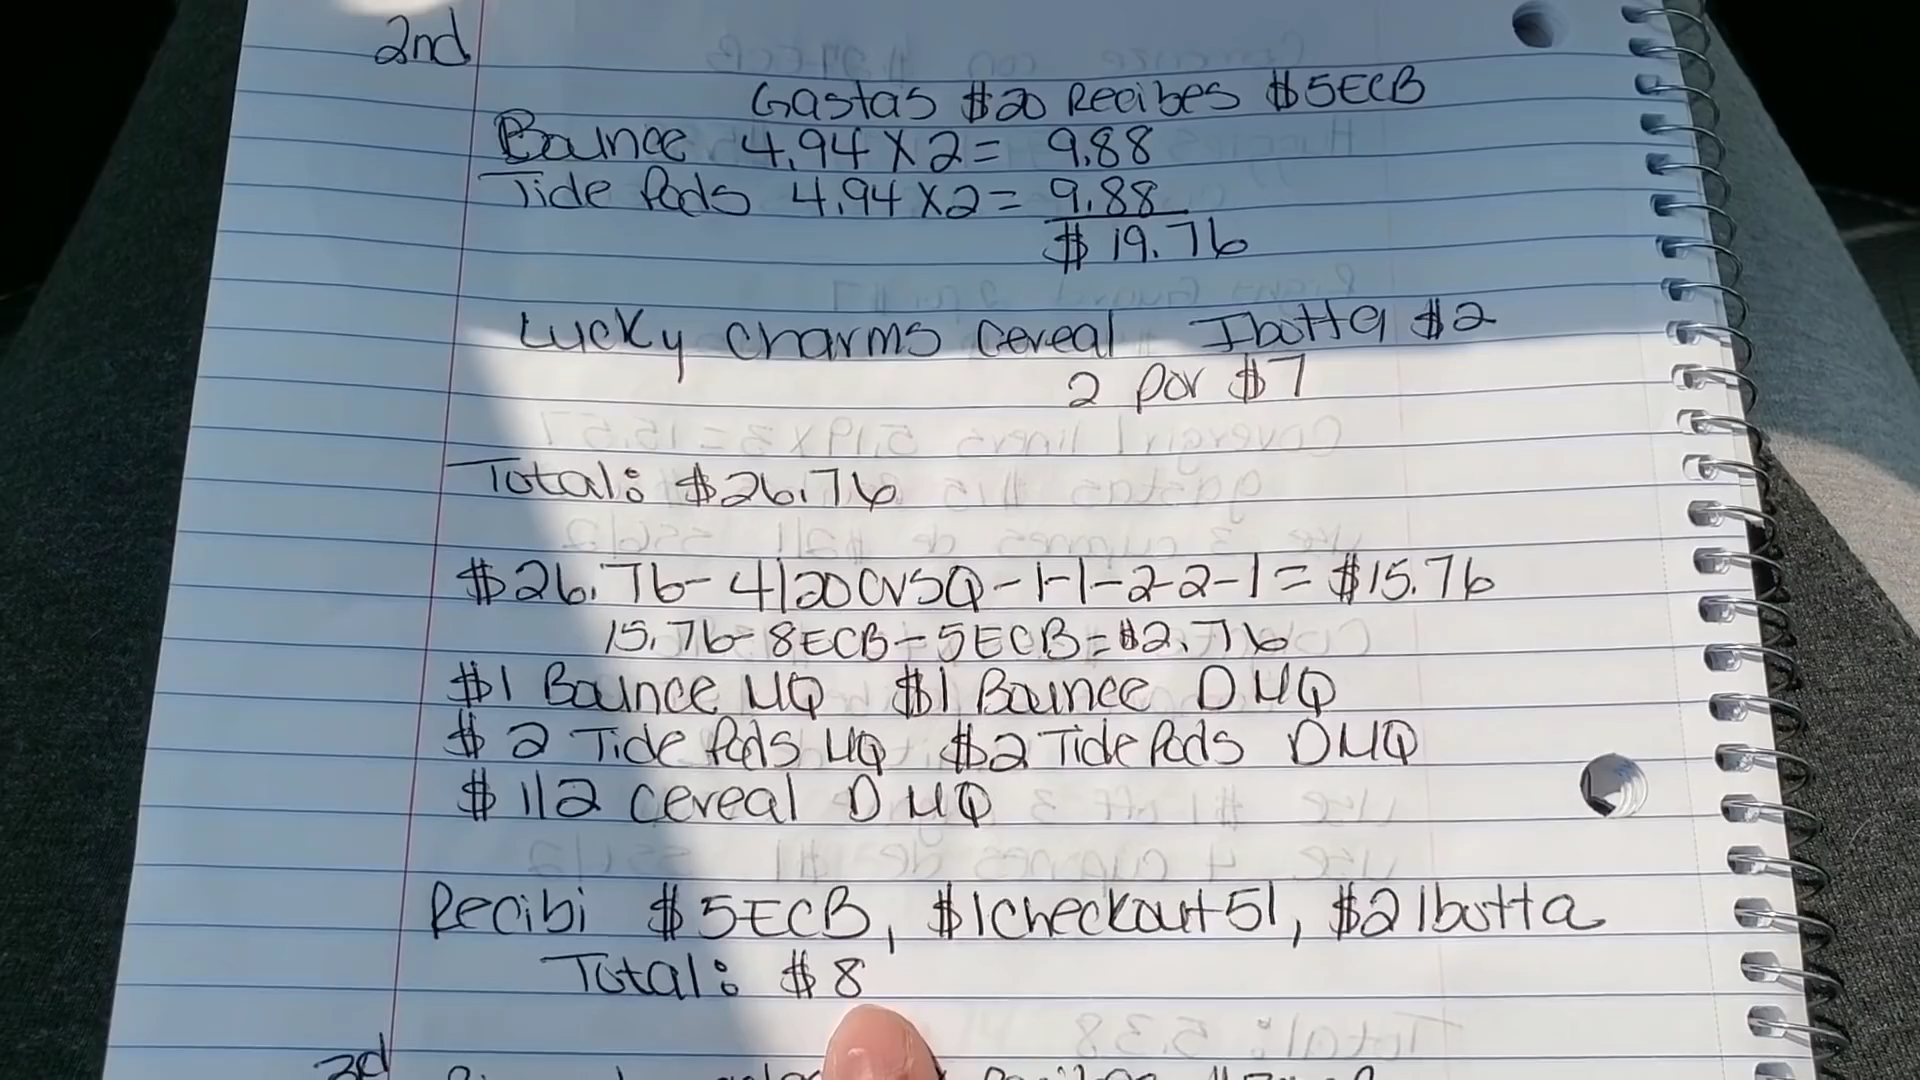 2nd
Gastas $20 Recibes $5ECB
Bounce 4.94 X 2 = 9.88
Tide Pods 4.94 X 2 = 9.88
$ 19.76
Lucky Charms Cereal Ibotta $2
2 por $7
Total: $26.76
$26.76 - 4|20CVSQ - 1-1-2-2-1 = $15.76
15.76 - 8ECB - 5ECB = $2.76
$1 Bounce MQ $1 Bounce DMQ
$2 Tide Pods MQ $2 Tide Pods DMQ
$1|2 cereal DMQ
Recibi $5ECB, $1checkout51, $2Ibotta
Total: $8
3d